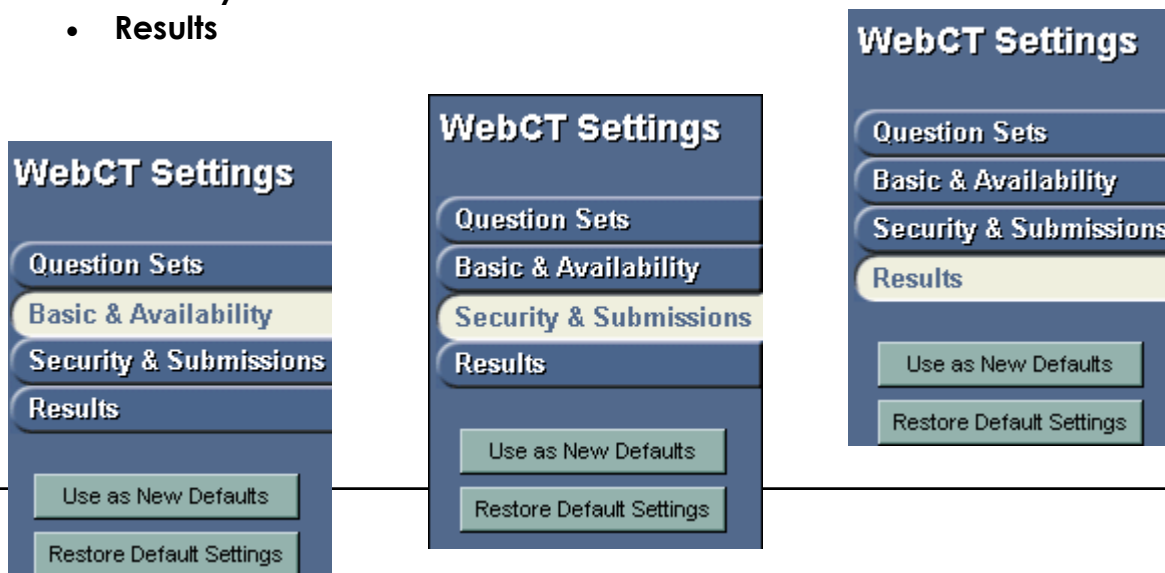 • Results
WebCT Settings
Question Sets
Basic & Availability
Security & Submissions
Results
Use as New Defaults
Restore Default Settings
WebCT Settings
Question Sets
Basic & Availability
Security & Submissions
Results
Use as New Defaults
Restore Default Settings
WebCT Settings
Question Sets
Basic & Availability
Security & Submissions
Results
Use as New Defaults
Restore Default Settings